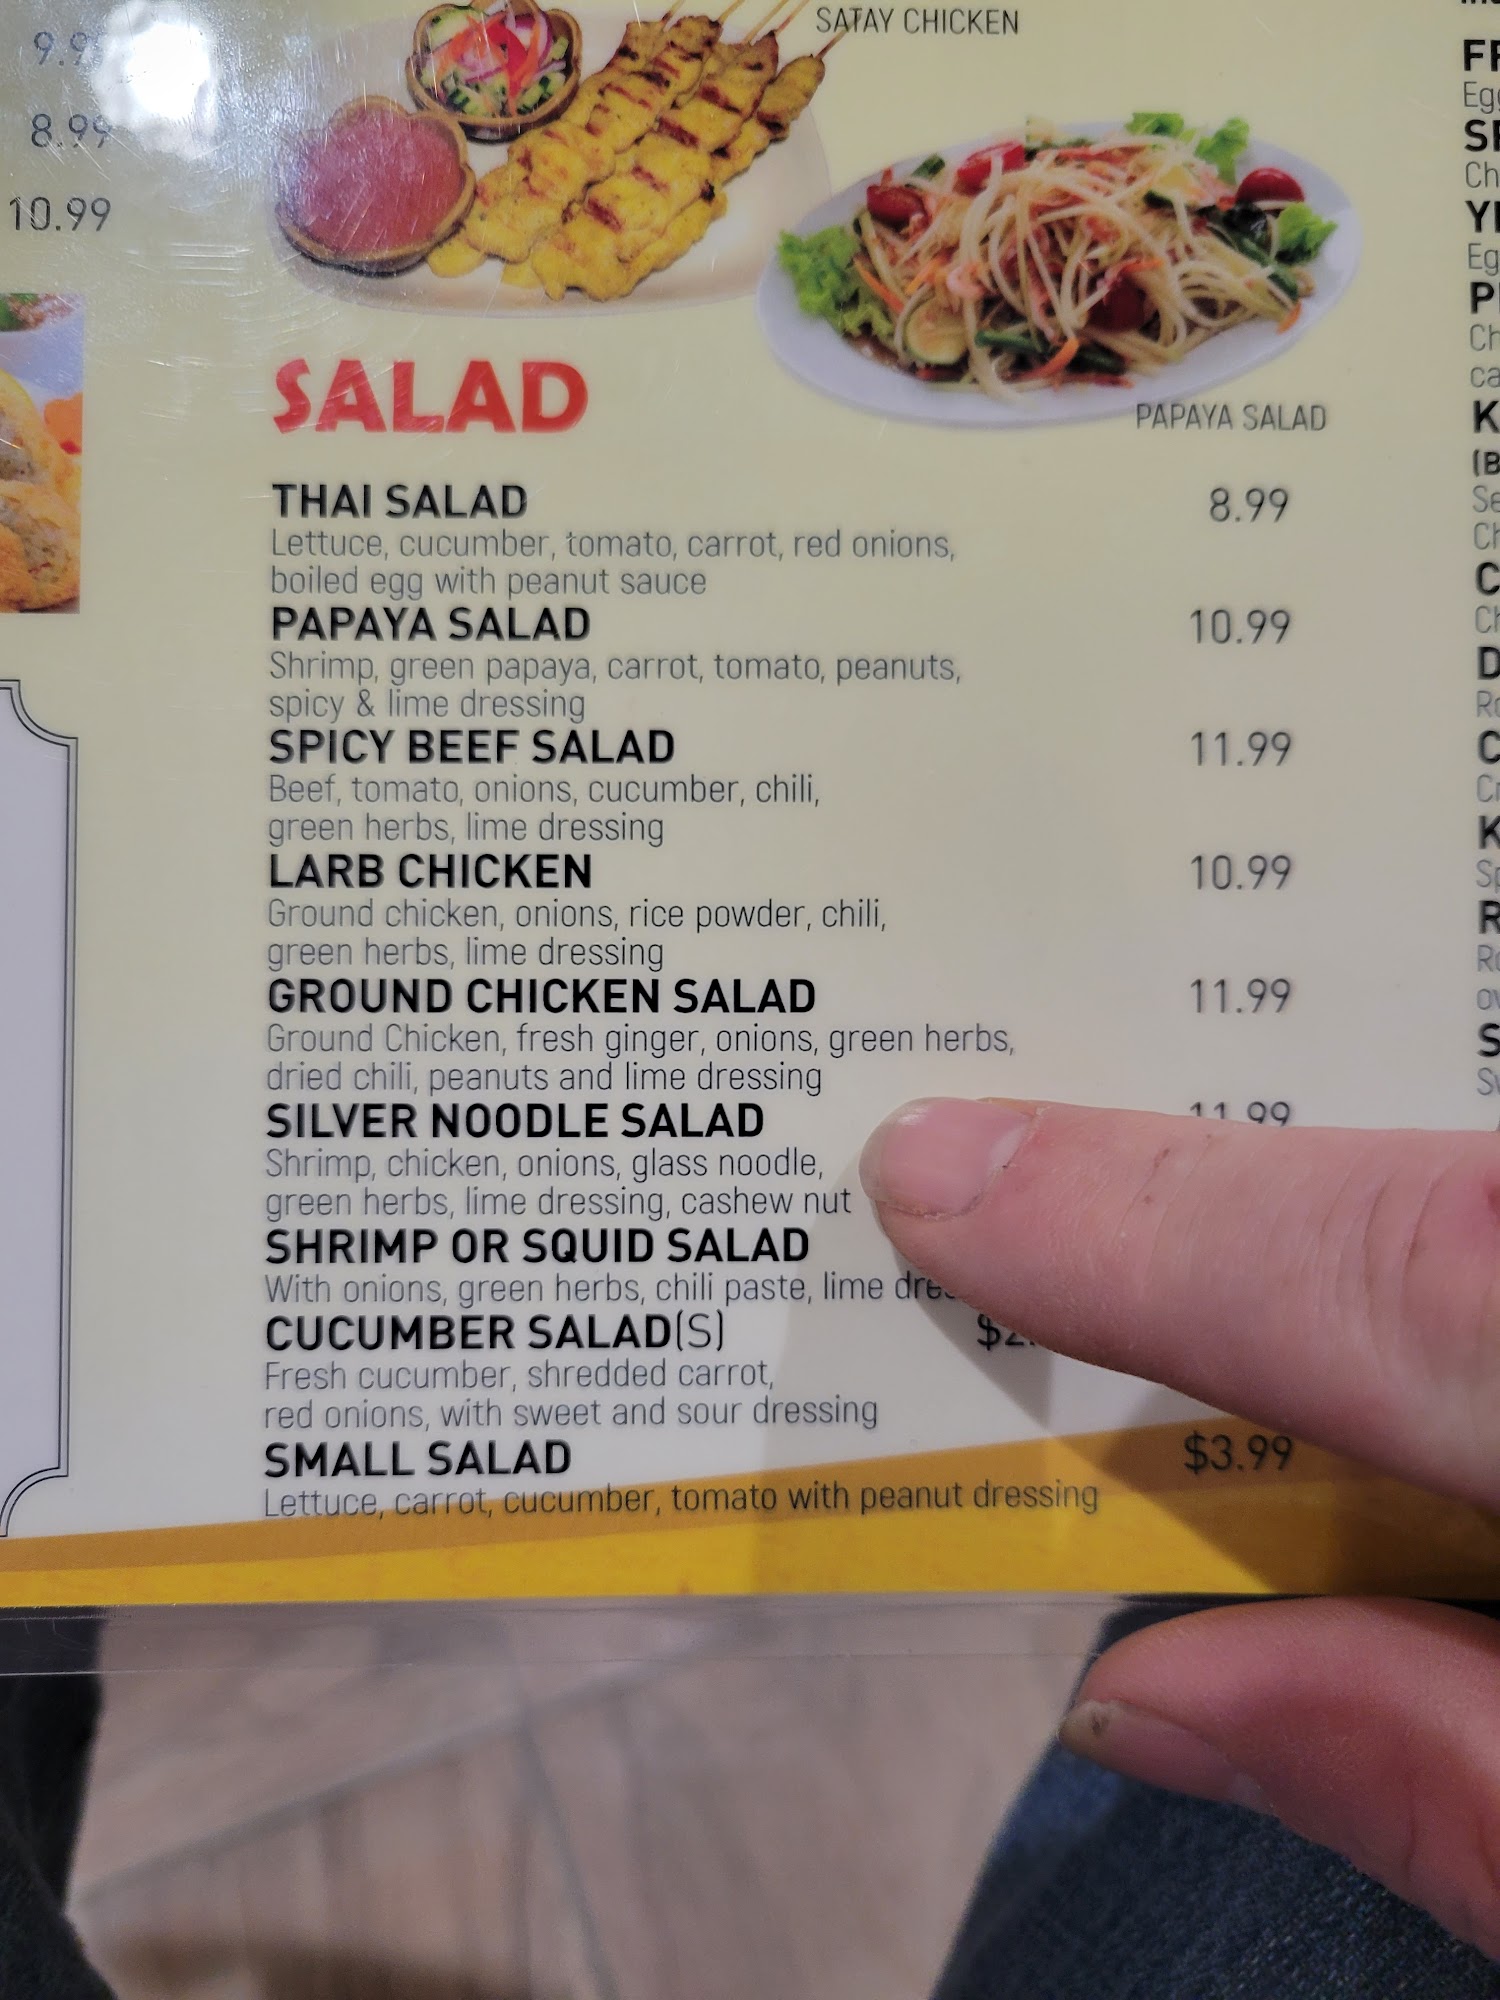 SATAY CHICKEN
8.99
10.99
PAPAYA SALAD
SALAD
THAI SALAD 8.99
Lettuce, cucumber, tomato, carrot, red onions,
boiled egg with peanut sauce
PAPAYA SALAD 10.99
Shrimp, green papaya, carrot, tomato, peanuts,
spicy & lime dressing
SPICY BEEF SALAD 11.99
Beef, tomato, onions, cucumber, chili,
green herbs, lime dressing
LARB CHICKEN 10.99
Ground chicken, onions, rice powder, chili,
green herbs, lime dressing
GROUND CHICKEN SALAD 11.99
Ground Chicken, fresh ginger, onions, green herbs,
dried chili, peanuts and lime dressing
SILVER NOODLE SALAD 11.99
Shrimp, chicken, onions, glass noodle,
green herbs, lime dressing, cashew nut
SHRIMP OR SQUID SALAD
With onions, green herbs, chili paste, lime
CUCUMBER SALAD(S)
Fresh cucumber, shredded carrot,
red onions, with sweet and sour dressing
SMALL SALAD $3.99
Lettuce, carrot, cucumber, tomato with peanut dressing